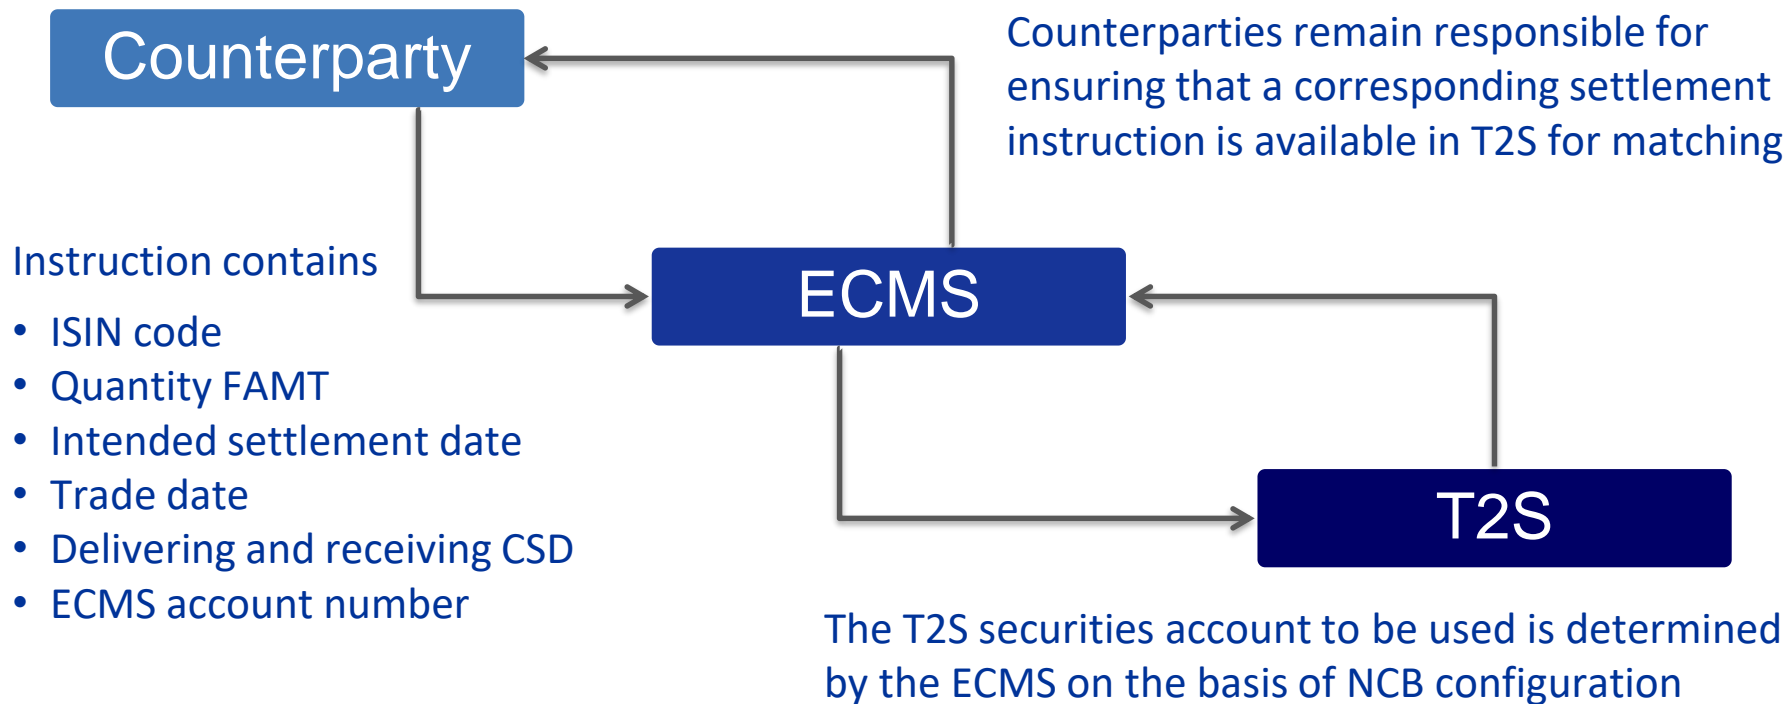 Counterparty
Counterparties remain responsible for
ensuring that a corresponding settlement
instruction is available in T2S for matching
Instruction contains
• ISIN code
• Quantity FAMT
• Intended settlement date
• Trade date
• Delivering and receiving CSD
• ECMS account number
ECMS
T2S
The T2S securities account to be used is determined
by the ECMS on the basis of NCB configuration